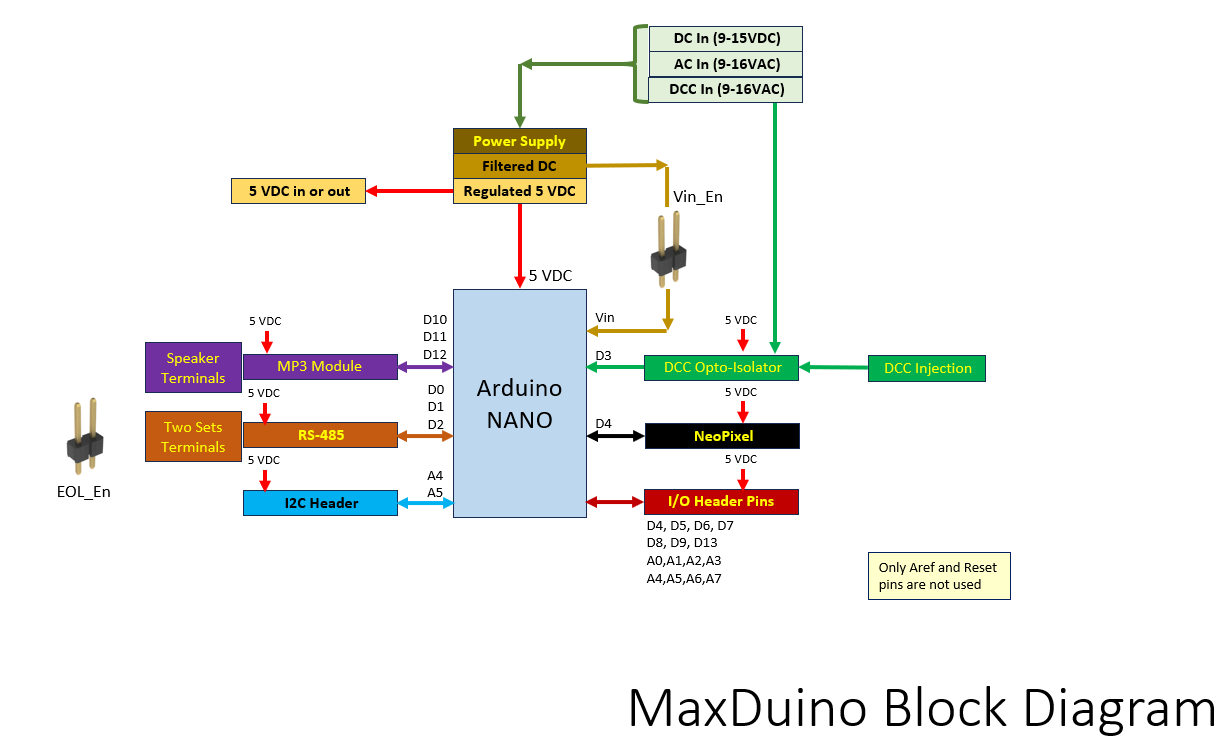 DC In (9-15VDC)
AC In (9-16VAC)
DCC In (9-16VAC)
Power Supply
Filtered DC
5 VDC in or out
Regulated 5 VDC
Vin_En
5 VDC
D10
D11
D12
5 VDC
Speaker
Terminals
MP3 Module
Vin
5 VDC
D3
DCC Opto-Isolator
DCC Injection
Arduino
NANO
5 VDC
D0
D1
D2
Two Sets
Terminals
RS-485
5 VDC
D4
NeoPixel
EOL_En
5 VDC
A4
A5
I2C Header
5 VDC
I/O Header Pins
D4, D5, D6, D7
D8, D9, D13
A0,A1,A2,A3
A4,A5,A6,A7
Only Aref and Reset
pins are not used
MaxDuino Block Diagram